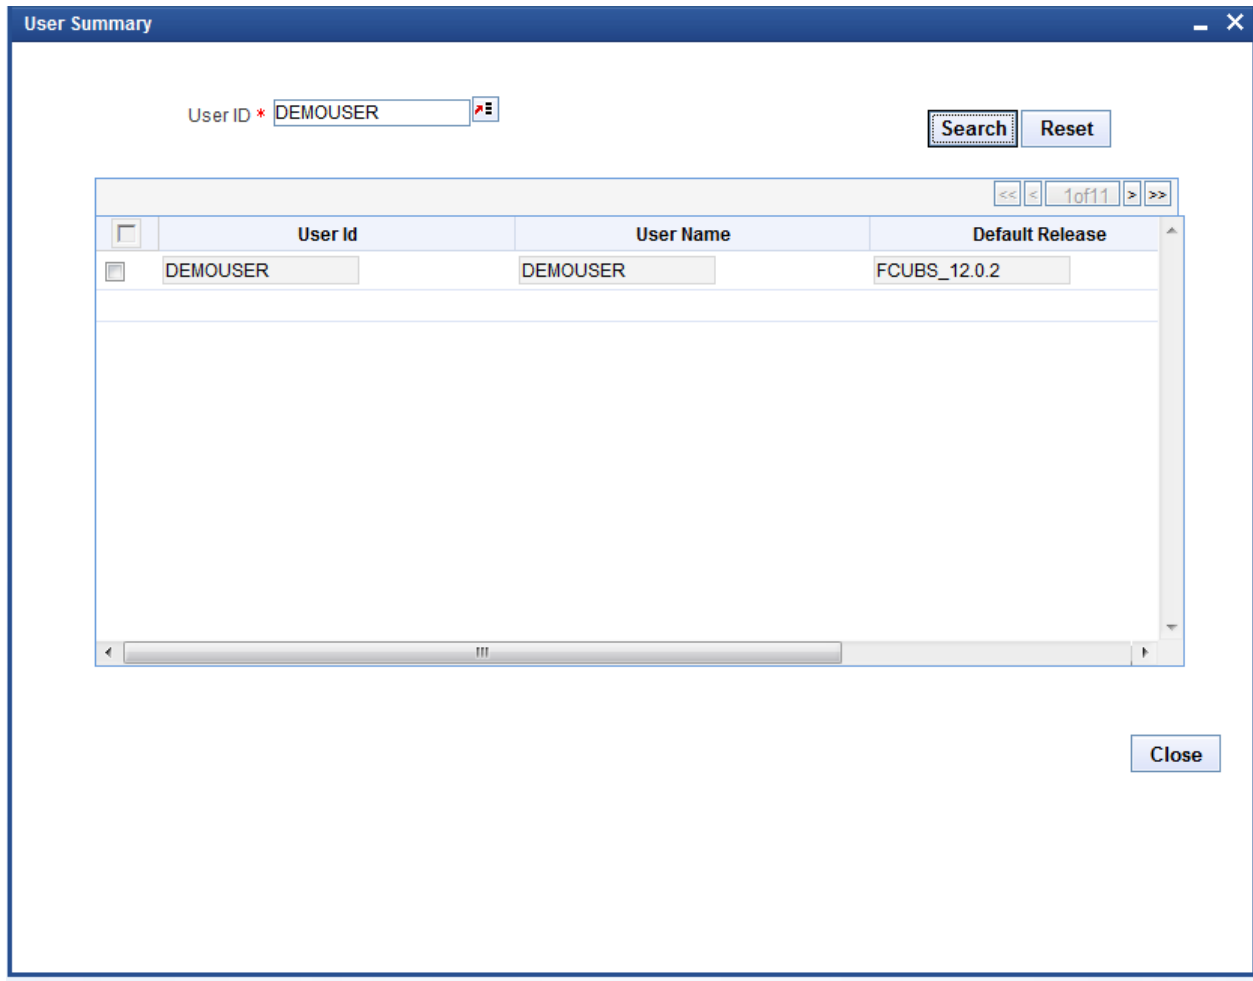 User Summary
User ID * DEMOUSER
Search Reset
<< < 1of11 > >>
User Id User Name Default Release
DEMOUSER DEMOUSER FCUBS_12.0.2
Close